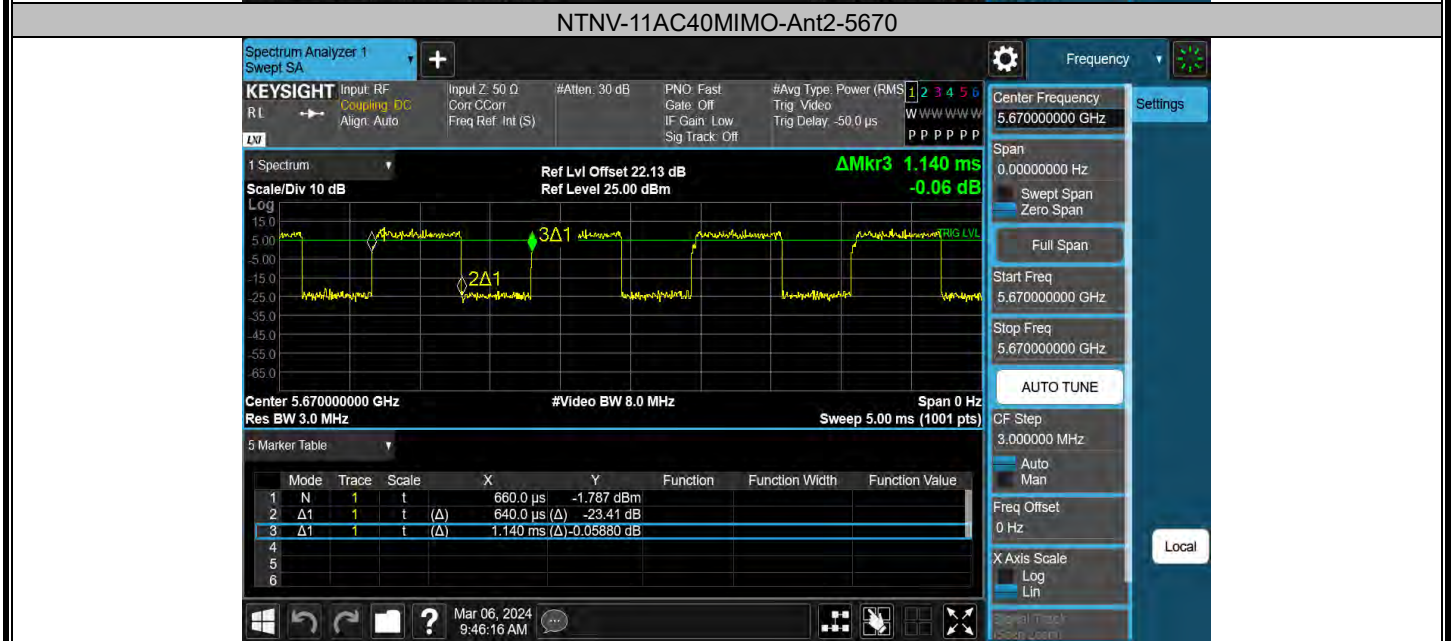 NTNV-11AC40MIMO-Ant2-5670
Spectrum Analyzer 1
Swept SA
+
Frequency
KEYSIGHT
RL
LXI
Input: RF
Coupling: DC
Align: Auto
Input Z: 50 Ω
Corr CCorr
Freq Ref: Int (S)
#Atten: 30 dB
PNO: Fast
Gate: Off
IF Gain: Low
Sig Track: Off
#Avg Type: Power (RMS
Trig: Video
Trig Delay: -50.0 µs
1 2 3 4 5 6
W W W W W W
P P P P P P
1 Spectrum
Scale/Div 10 dB
Log
Ref Lvl Offset 22.13 dB
Ref Level 25.00 dBm
ΔMkr3 1.140 ms
-0.06 dB
15.0
5.00
-5.00
-15.0
-25.0
-35.0
-45.0
-55.0
-65.0
3Δ1
2Δ1
TRIG LVL
Center 5.670000000 GHz
#Video BW 8.0 MHz
Span 0 Hz
Res BW 3.0 MHz
Sweep 5.00 ms (1001 pts)
5 Marker Table
Mode Trace Scale X Y Function Function Width Function Value
1 N 1 t 660.0 µs -1.787 dBm
2 Δ1 1 t (Δ) 640.0 µs (Δ) -23.41 dB
3 Δ1 1 t (Δ) 1.140 ms (Δ) -0.05880 dB
4
5
6
?
Mar 06, 2024
9:46:16 AM
Center Frequency
5.670000000 GHz
Span
0.00000000 Hz
Swept Span
Zero Span
Full Span
Start Freq
5.670000000 GHz
Stop Freq
5.670000000 GHz
AUTO TUNE
CF Step
3.000000 MHz
Auto
Man
Freq Offset
0 Hz
X Axis Scale
Log
Lin
Signal Track
(Span Zoom)
Settings
Local